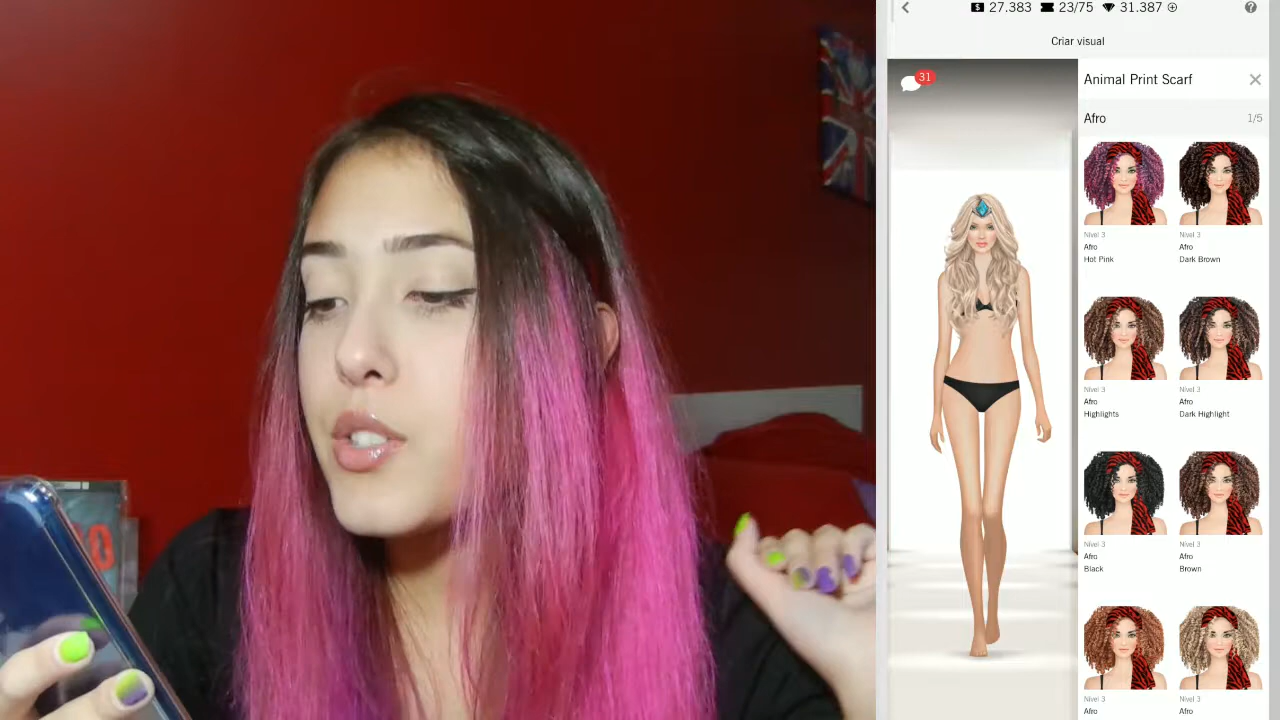 27.383 23/75 31.387
Criar visual
31
Animal Print Scarf
Afro 1/5
Nível 3
Afro
Hot Pink
Nível 3
Afro
Dark Brown
Nível 3
Afro
Highlights
Nível 3
Afro
Dark Highlight
Nível 3
Afro
Black
Nível 3
Afro
Brown
Nível 3
Afro
Nível 3
Afro